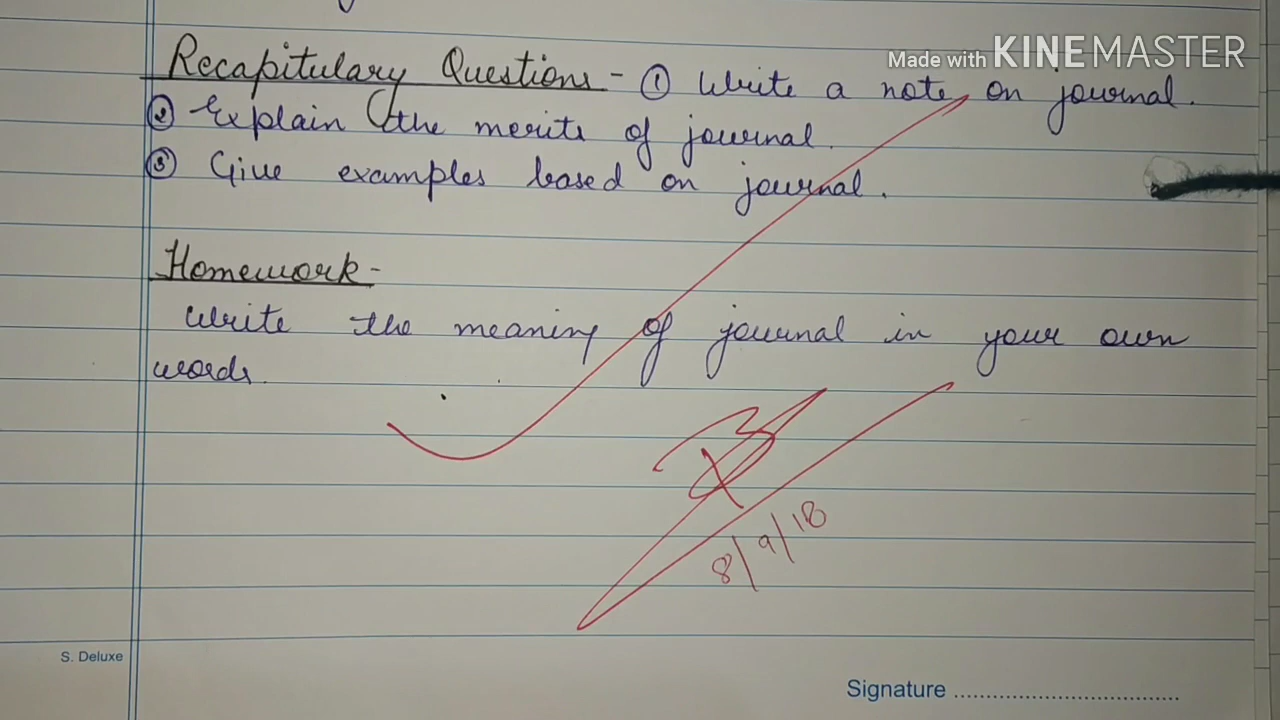 Made with KINEMASTER
Recapitulary Questions - ① Write a note on journal.
② Explain the merits of journal.
③ Give examples based on journal.
Homework -
Write the meaning of journal in your own
words.
8/9/18
S. Deluxe
Signature ....................................